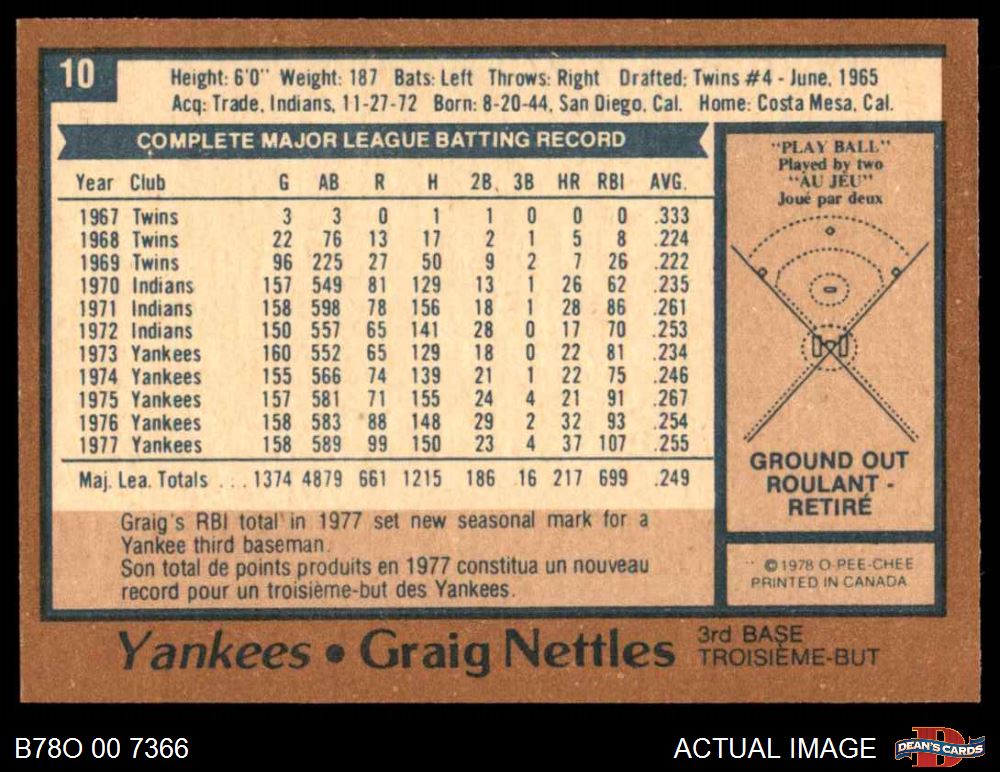 10
Height: 6'0" Weight: 187 Bats: Left Throws: Right Drafted: Twins #4 - June, 1965
Acq: Trade, Indians, 11-27-72 Born: 8-20-44, San Diego, Cal. Home: Costa Mesa, Cal.
COMPLETE MAJOR LEAGUE BATTING RECORD
Year Club G AB R H 2B. 3B HR RBI AVG.
1967 Twins 3 3 0 1 1 0 0 0 .333
1968 Twins 22 76 13 17 2 1 5 8 .224
1969 Twins 96 225 27 50 9 2 7 26 .222
1970 Indians 157 549 81 129 13 1 26 62 .235
1971 Indians 158 598 78 156 18 1 28 86 .261
1972 Indians 150 557 65 141 28 0 17 70 .253
1973 Yankees 160 552 65 129 18 0 22 81 .234
1974 Yankees 155 566 74 139 21 1 22 75 .246
1975 Yankees 157 581 71 155 24 4 21 91 .267
1976 Yankees 158 583 88 148 29 2 32 93 .254
1977 Yankees 158 589 99 150 23 4 37 107 .255
Maj. Lea. Totals . . . 1374 4879 661 1215 186 16 217 699 .249
Graig's RBI total in 1977 set new seasonal mark for a
Yankee third baseman.
Son total de points produits en 1977 constitua un nouveau
record pour un troisième-but des Yankees.
"PLAY BALL"
Played by two
"AU JEU"
Joué par deux
GROUND OUT
ROULANT -
RETIRÉ
©1978 O-PEE-CHEE
PRINTED IN CANADA
Yankees • Graig Nettles
3rd BASE
TROISIÈME-BUT
B78O 00 7366
ACTUAL IMAGE
D
DEAN'S CARDS